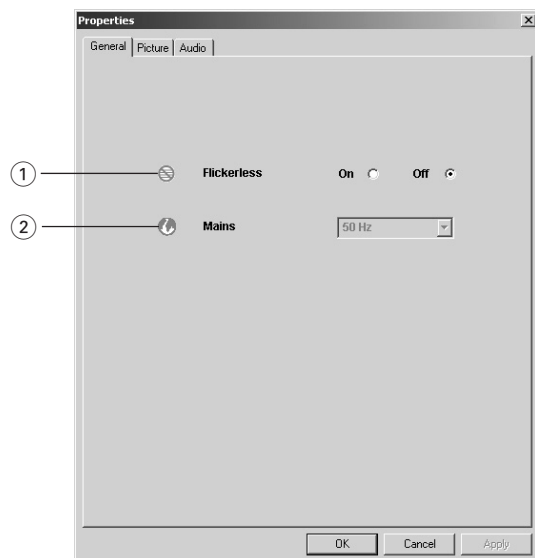 Properties
General Picture Audio
1 Flickerless On Off
2 Mains 50 Hz
OK Cancel Apply